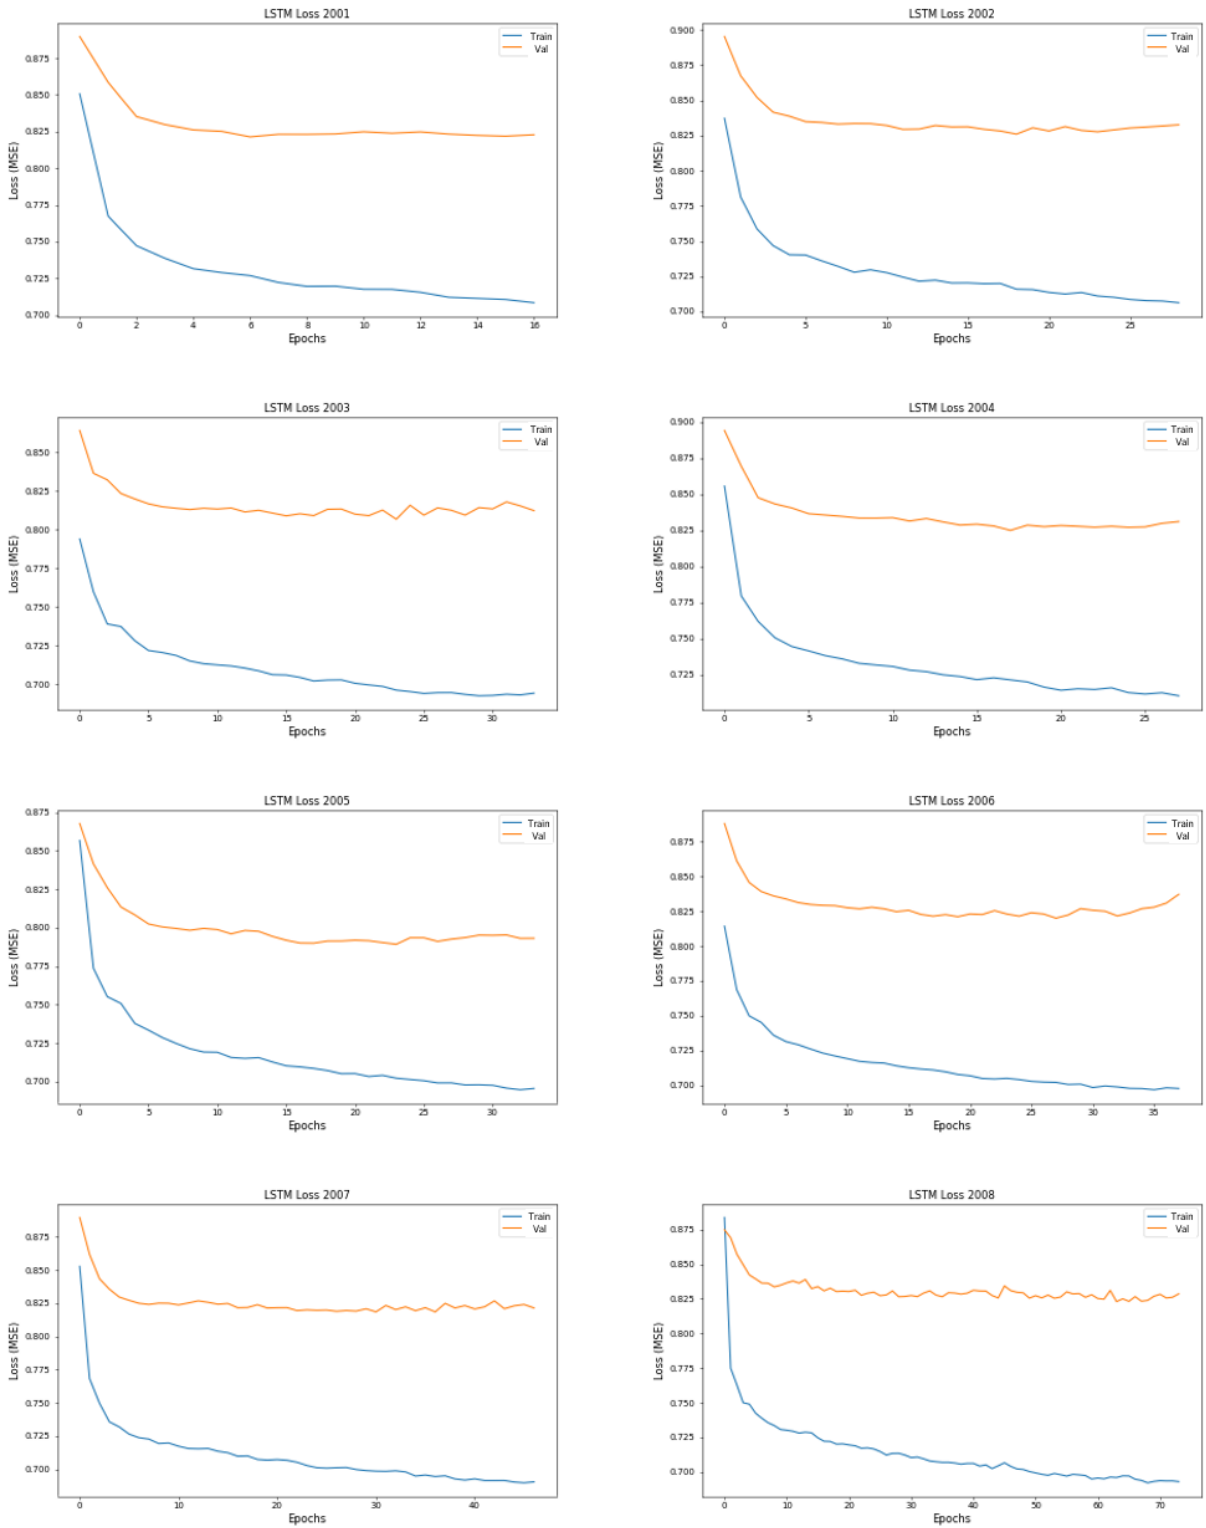 LSTM Loss 2001
Train
Val
0.875
0.850
0.825
0.800
0.775
0.750
0.725
0.700
Loss (MSE)
0 2 4 6 8 10 12 14 16
Epochs
LSTM Loss 2002
Train
Val
0.900
0.875
0.850
0.825
0.800
0.775
0.750
0.725
0.700
Loss (MSE)
0 5 10 15 20 25
Epochs
LSTM Loss 2003
Train
Val
0.850
0.825
0.800
0.775
0.750
0.725
0.700
Loss (MSE)
0 5 10 15 20 25 30
Epochs
LSTM Loss 2004
Train
Val
0.900
0.875
0.850
0.825
0.800
0.775
0.750
0.725
Loss (MSE)
0 5 10 15 20 25
Epochs
LSTM Loss 2005
Train
Val
0.875
0.850
0.825
0.800
0.775
0.750
0.725
0.700
Loss (MSE)
0 5 10 15 20 25 30
Epochs
LSTM Loss 2006
Train
Val
0.875
0.850
0.825
0.800
0.775
0.750
0.725
0.700
Loss (MSE)
0 5 10 15 20 25 30 35
Epochs
LSTM Loss 2007
Train
Val
0.875
0.850
0.825
0.800
0.775
0.750
0.725
0.700
Loss (MSE)
0 10 20 30 40
Epochs
LSTM Loss 2008
Train
Val
0.875
0.850
0.825
0.800
0.775
0.750
0.725
0.700
Loss (MSE)
0 10 20 30 40 50 60 70
Epochs